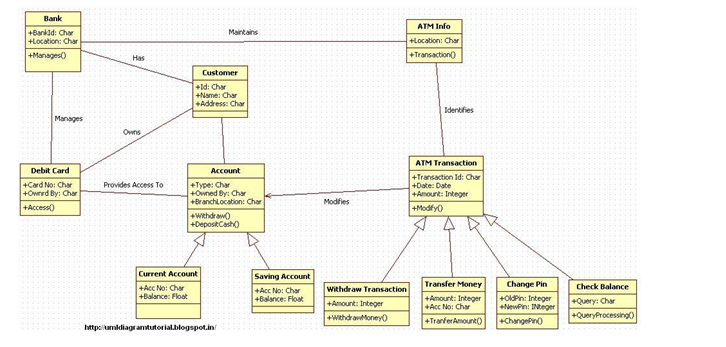 Bank
+BankId: Char
+Location: Char
+Manages()
Maintains
ATM Info
+Location: Char
+Transaction()
Has
Customer
+Id: Char
+Name: Char
+Address: Char
Manages
Owns
Identifies
Debit Card
+Card No: Char
+Ownrd By: Char
+Access()
Provides Access To
Account
+Type: Char
+Owned By: Char
+BranchLocation: Char
+Withdraw()
+DepositCash()
Modifies
ATM Transaction
+Transaction Id: Char
+Date: Date
+Amount: Integer
+Modify()
Current Account
+Acc No: Char
+Balance: Float
Saving Account
+Acc No: Char
+Balance: Float
Withdraw Transaction
+Amount: Integer
+WithdrawMoney()
Transfer Money
+Amount: Integer
+Acc No: Char
+TranferAmount()
Change Pin
+OldPin: Integer
+NewPin: INteger
+ChangePin()
Check Balance
+Query: Char
+QueryProcessing()
http://umldiagramtutorial.blogspot.in/